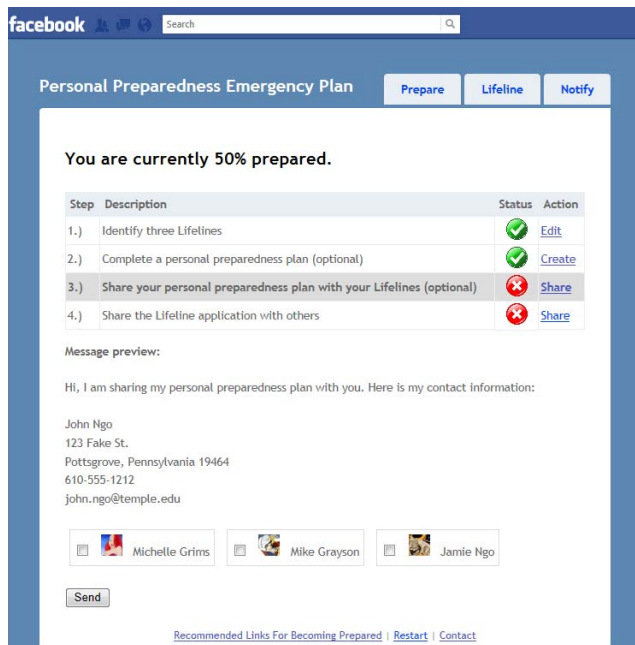 facebook Search
Personal Preparedness Emergency Plan Prepare Lifeline Notify
You are currently 50% prepared.
Step Description Status Action
1.) Identify three Lifelines Edit
2.) Complete a personal preparedness plan (optional) Create
3.) Share your personal preparedness plan with your Lifelines (optional) Share
4.) Share the Lifeline application with others Share
Message preview:
Hi, I am sharing my personal preparedness plan with you. Here is my contact information:
John Ngo
123 Fake St.
Pottsgrove, Pennsylvania 19464
610-555-1212
john.ngo@temple.edu
Michelle Grims Mike Grayson Jamie Ngo
Send
Recommended Links For Becoming Prepared | Restart | Contact